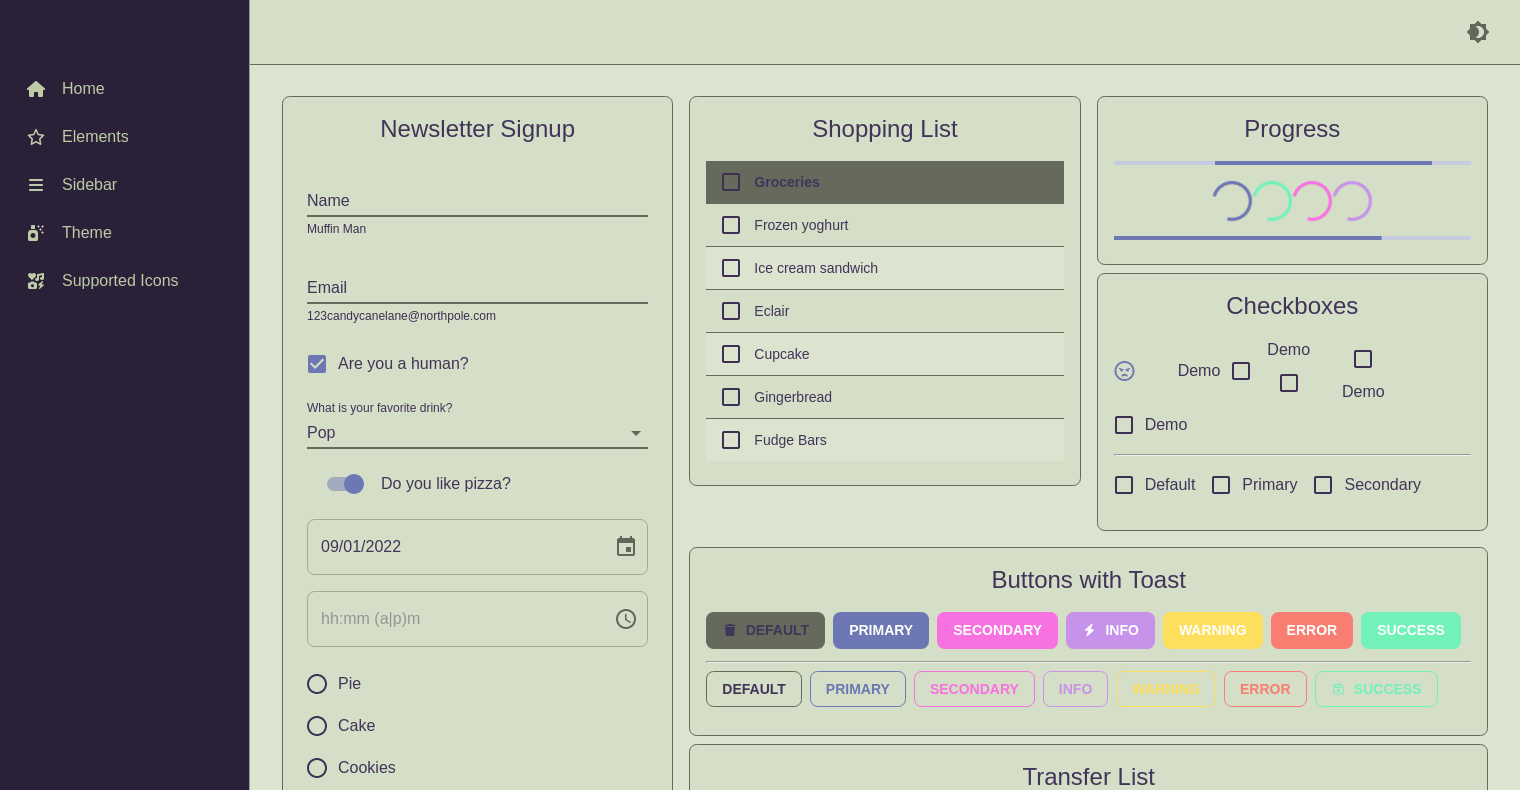 Home
Elements
Sidebar
Theme
Supported Icons
Newsletter Signup
Name
Muffin Man
Email
123candycanelane@northpole.com
Are you a human?
What is your favorite drink?
Pop
Do you like pizza?
09/01/2022
hh:mm (a|p)m
Pie
Cake
Cookies
Shopping List
Groceries
Frozen yoghurt
Ice cream sandwich
Eclair
Cupcake
Gingerbread
Fudge Bars
Progress
Checkboxes
Demo
Demo
Demo
Demo
Default Primary Secondary
Buttons with Toast
DEFAULT PRIMARY SECONDARY INFO WARNING ERROR SUCCESS
DEFAULT PRIMARY SECONDARY INFO WARNING ERROR SUCCESS
Transfer List